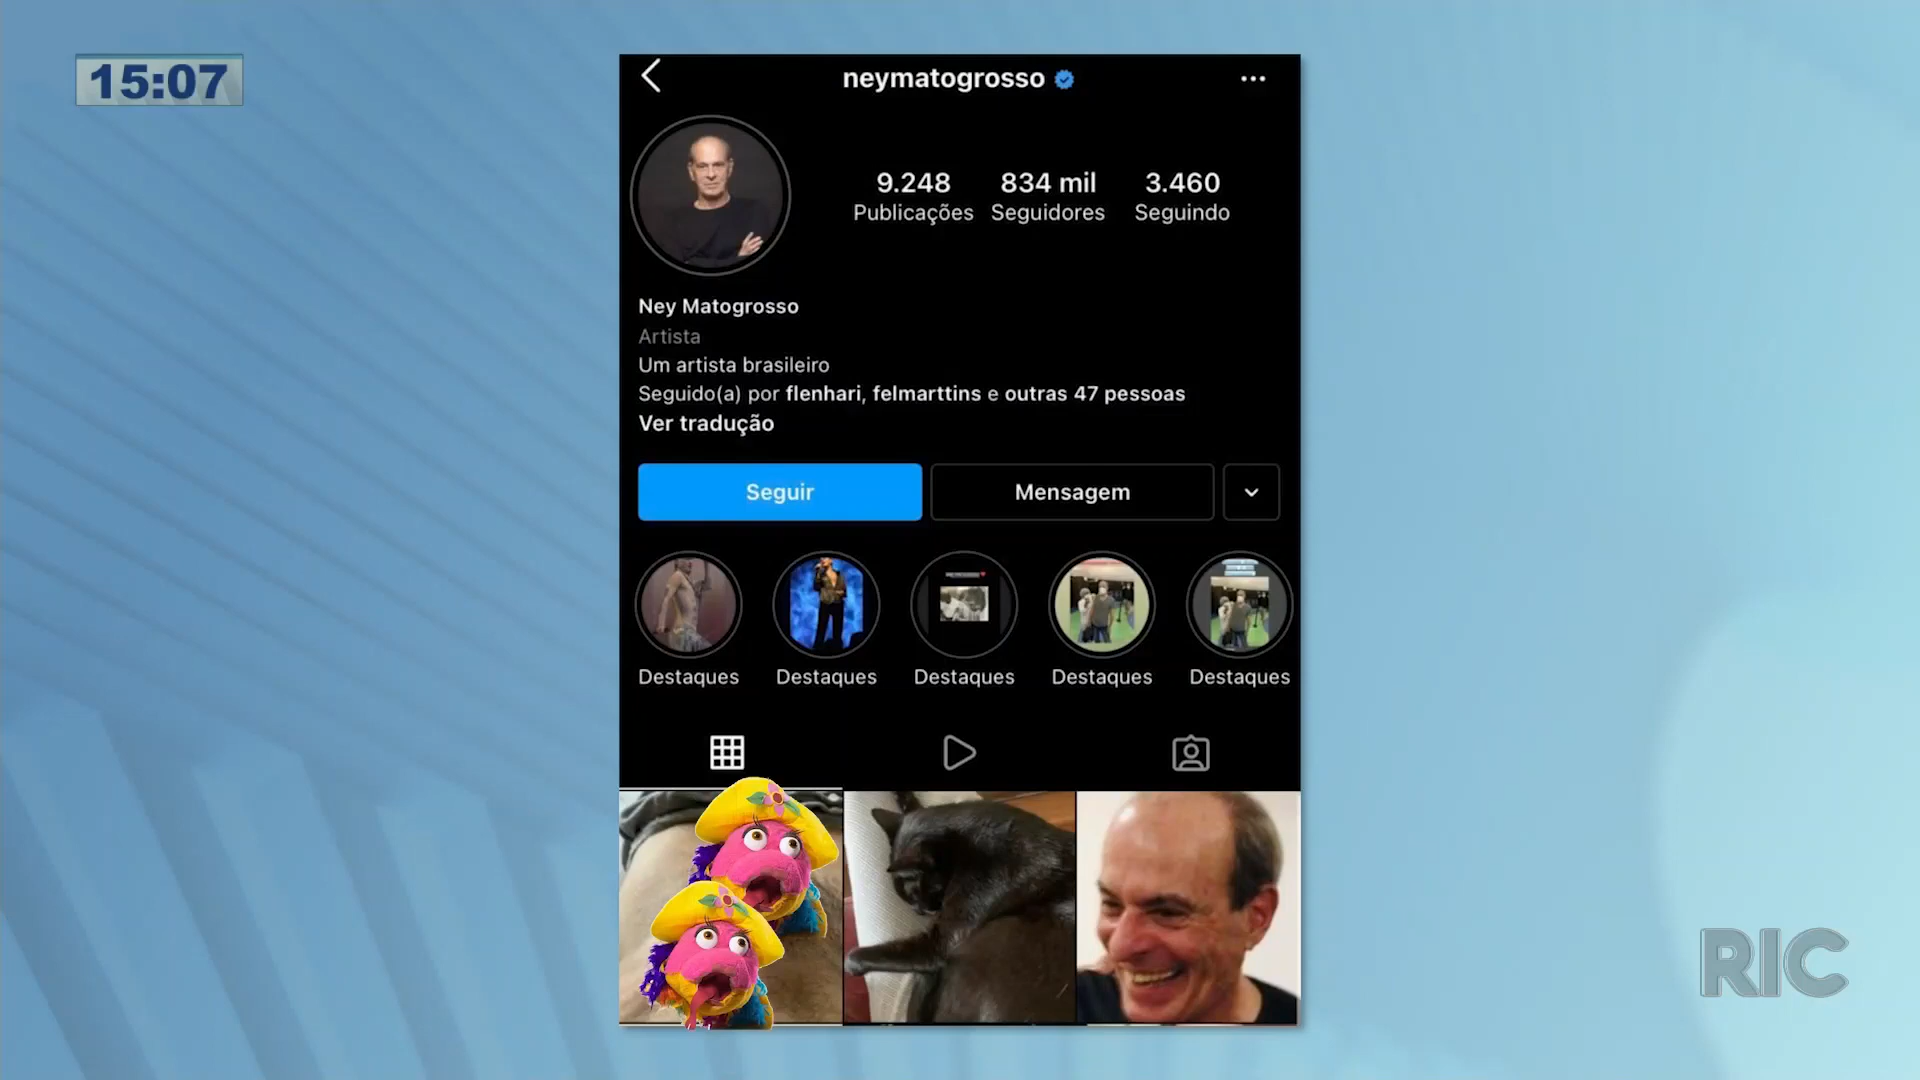 15:07
neymatogrosso
9.248 834 mil 3.460
Publicações Seguidores Seguindo
Ney Matogrosso
Artista
Um artista brasileiro
Seguido(a) por flenhari, felmarttins e outras 47 pessoas
Ver tradução
Seguir Mensagem
Destaques Destaques Destaques Destaques Destaques
RIC